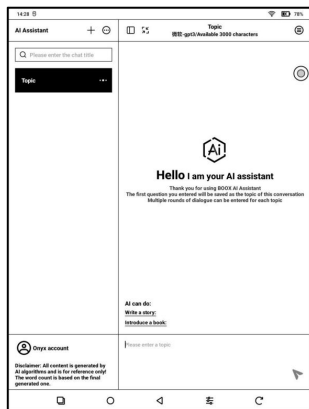 14:28
78%
AI Assistant
Please enter the chat title
Topic
Topic
微软-gpt3/Available 3000 characters
Ai
Hello I am your AI assistant
Thank you for using BOOX AI Assistant
The first question you entered will be saved as the topic of this conversation
Multiple rounds of dialogue can be entered for each topic
AI can do:
Write a story:
Introduce a book:
Onyx account
Please enter a topic
Disclaimer: All content is generated by
AI algorithms and is for reference only!
The word count is based on the final
generated one.